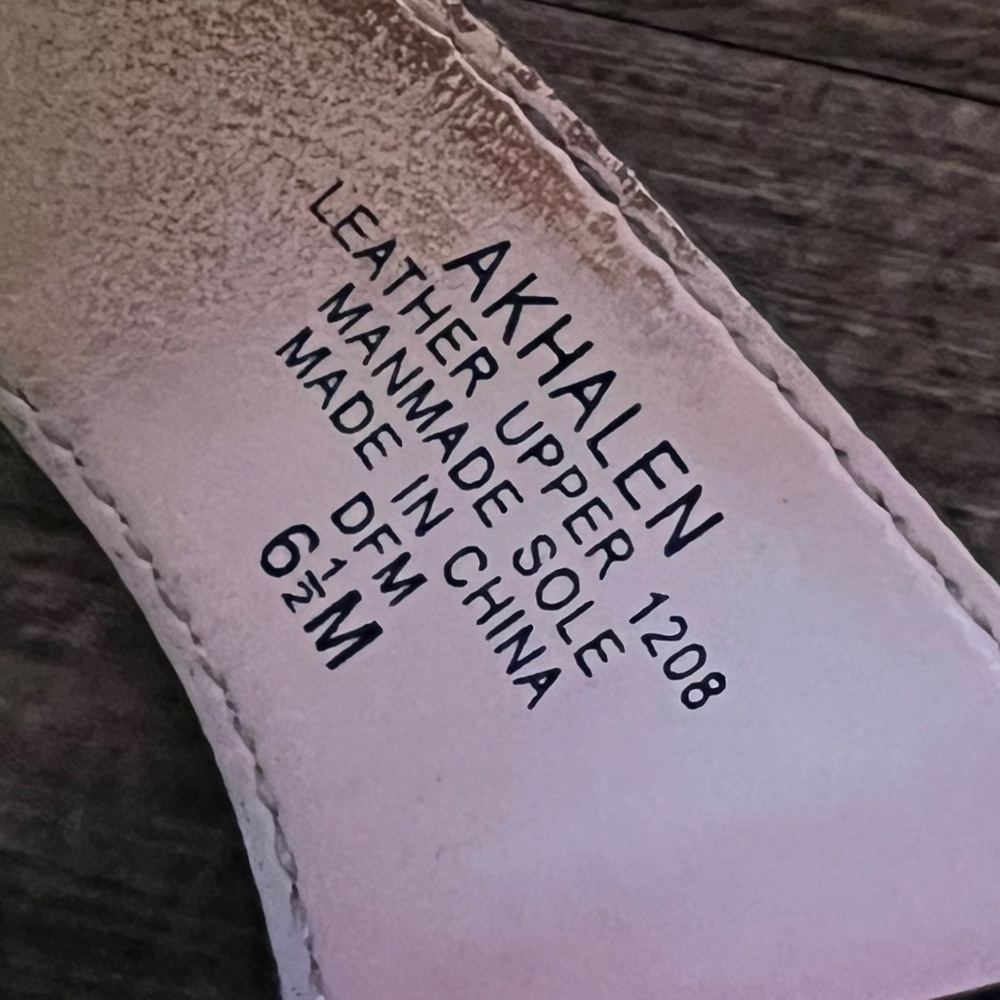 AKHALEN
LEATHER UPPER 1208
MANMADE SOLE
MADE IN CHINA
DFM
6½M